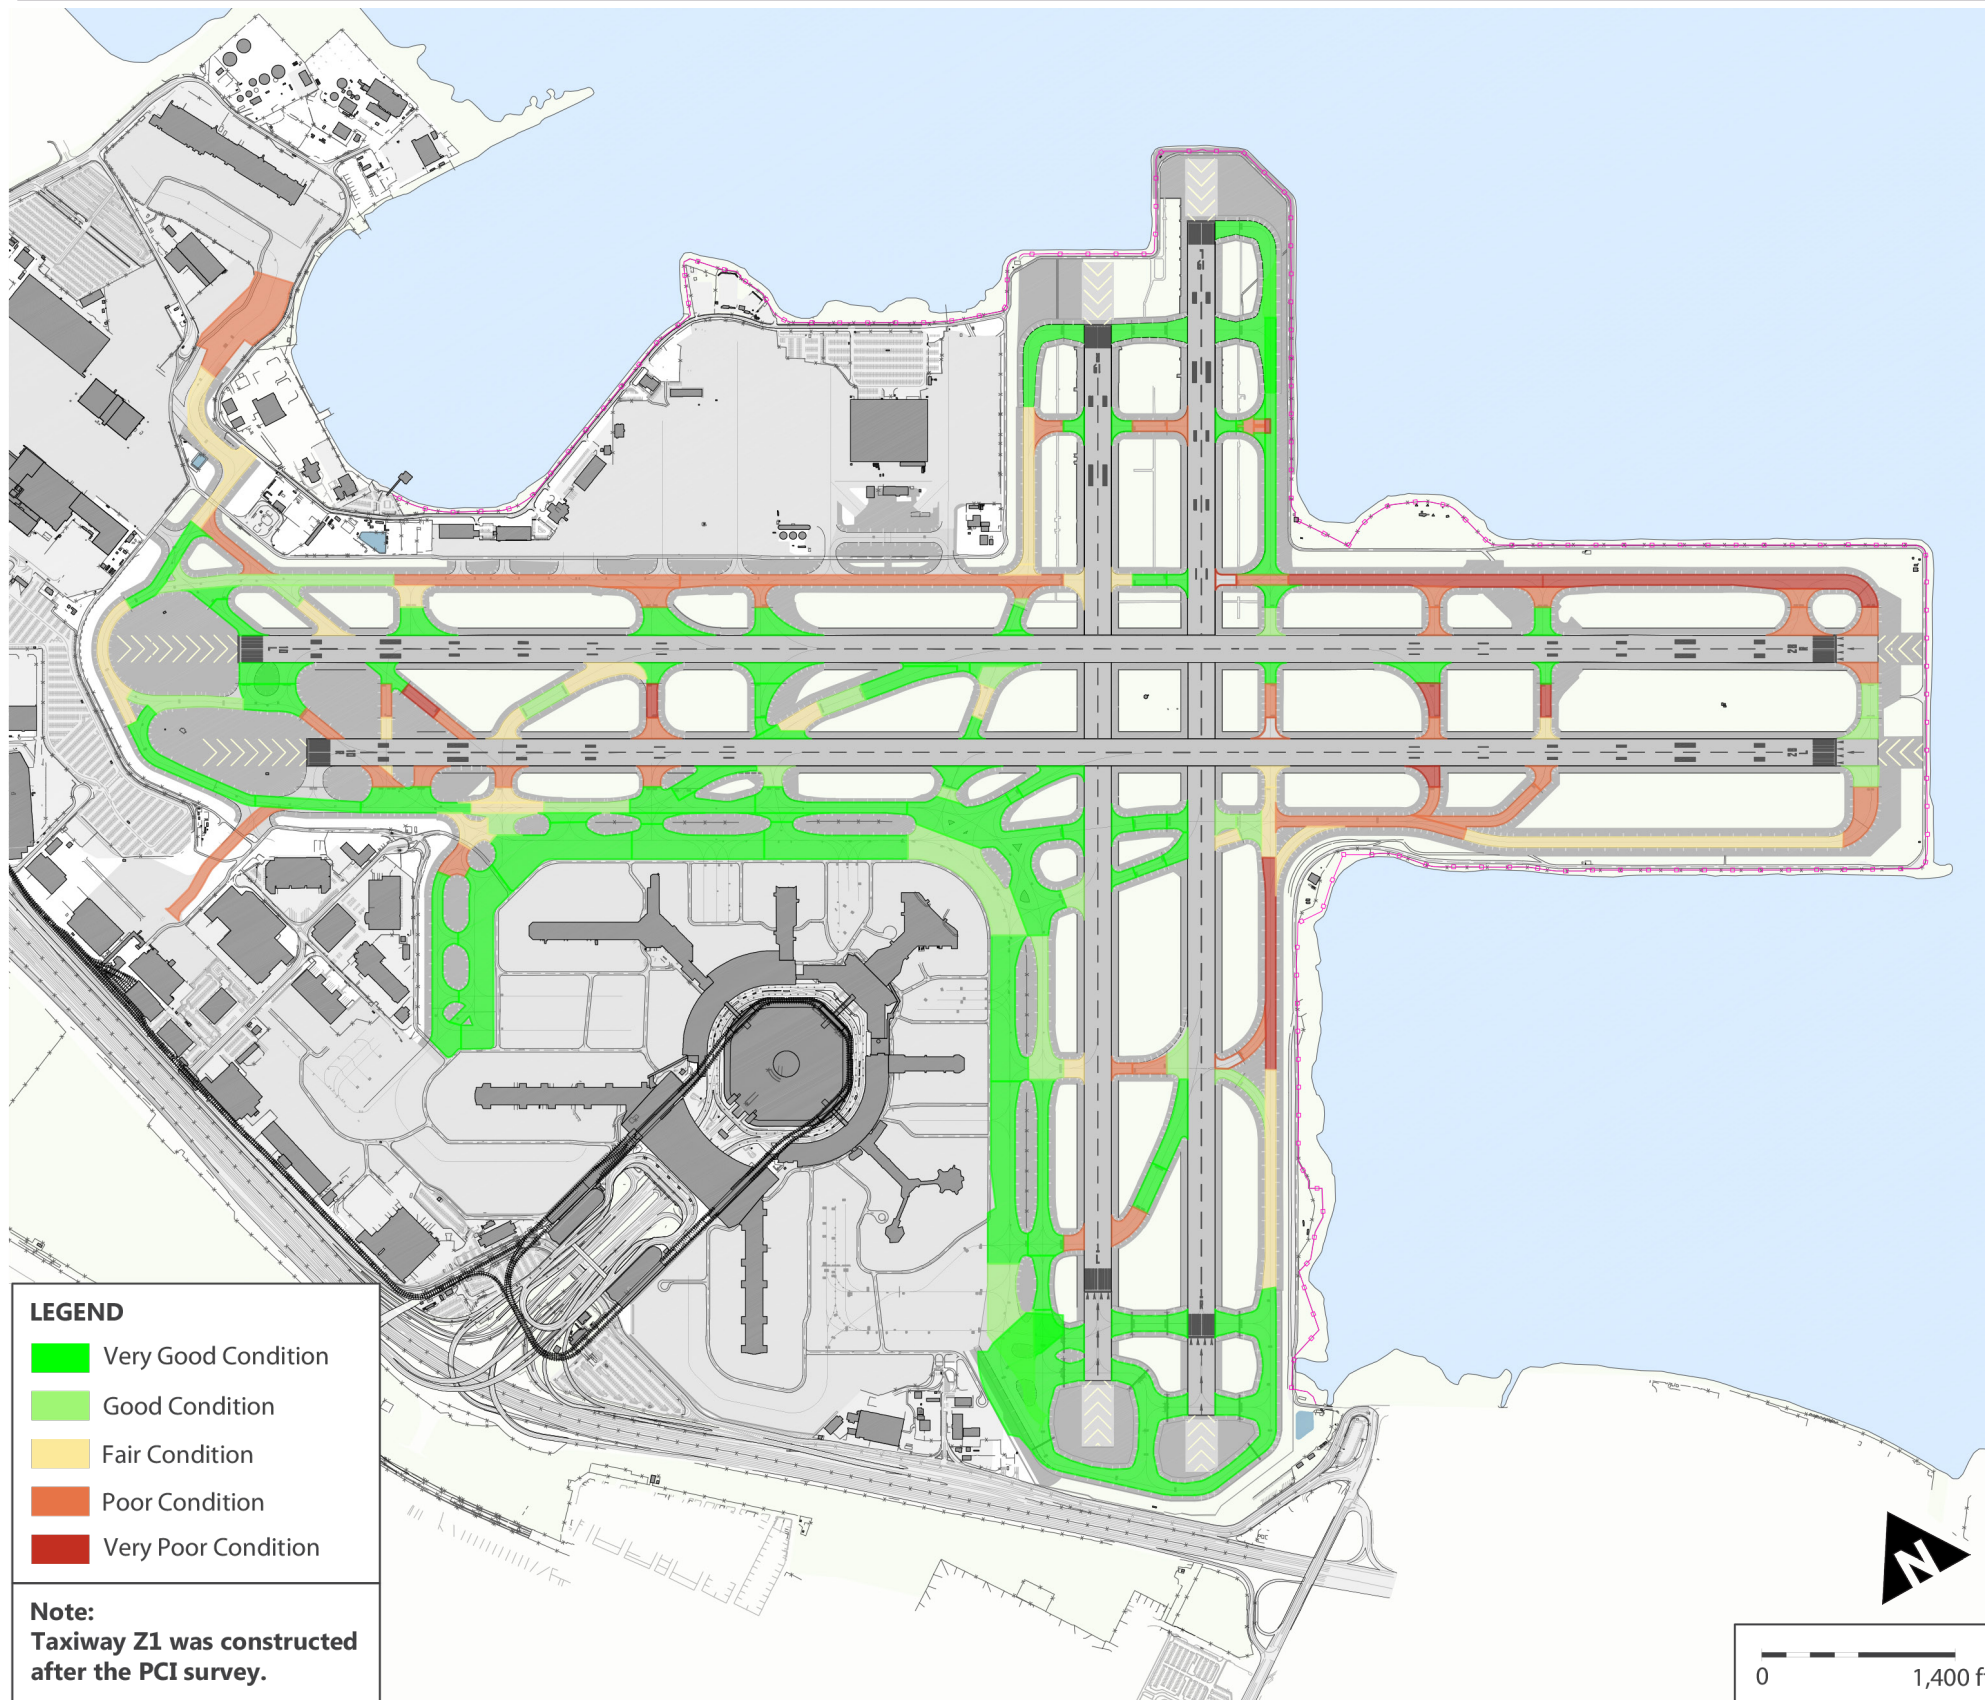 LEGEND
Very Good Condition
Good Condition
Fair Condition
Poor Condition
Very Poor Condition
Note:
Taxiway Z1 was constructed
after the PCI survey.
N
0 1,400 f